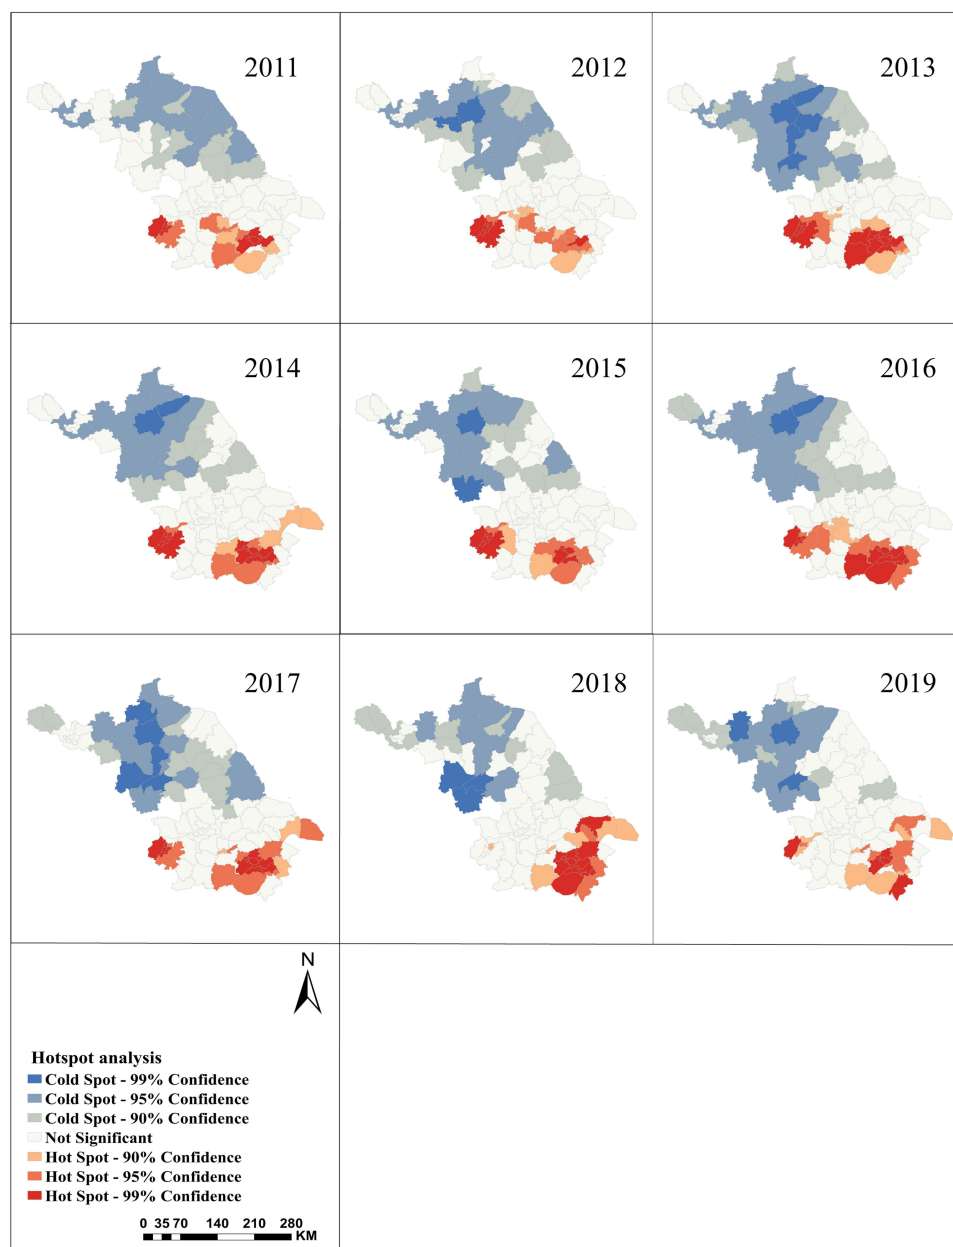 2011
2012
2013
2014
2015
2016
2017
2018
2019
N
Hotspot analysis
Cold Spot - 99% Confidence
Cold Spot - 95% Confidence
Cold Spot - 90% Confidence
Not Significant
Hot Spot - 90% Confidence
Hot Spot - 95% Confidence
Hot Spot - 99% Confidence
0 35 70 140 210 280
KM